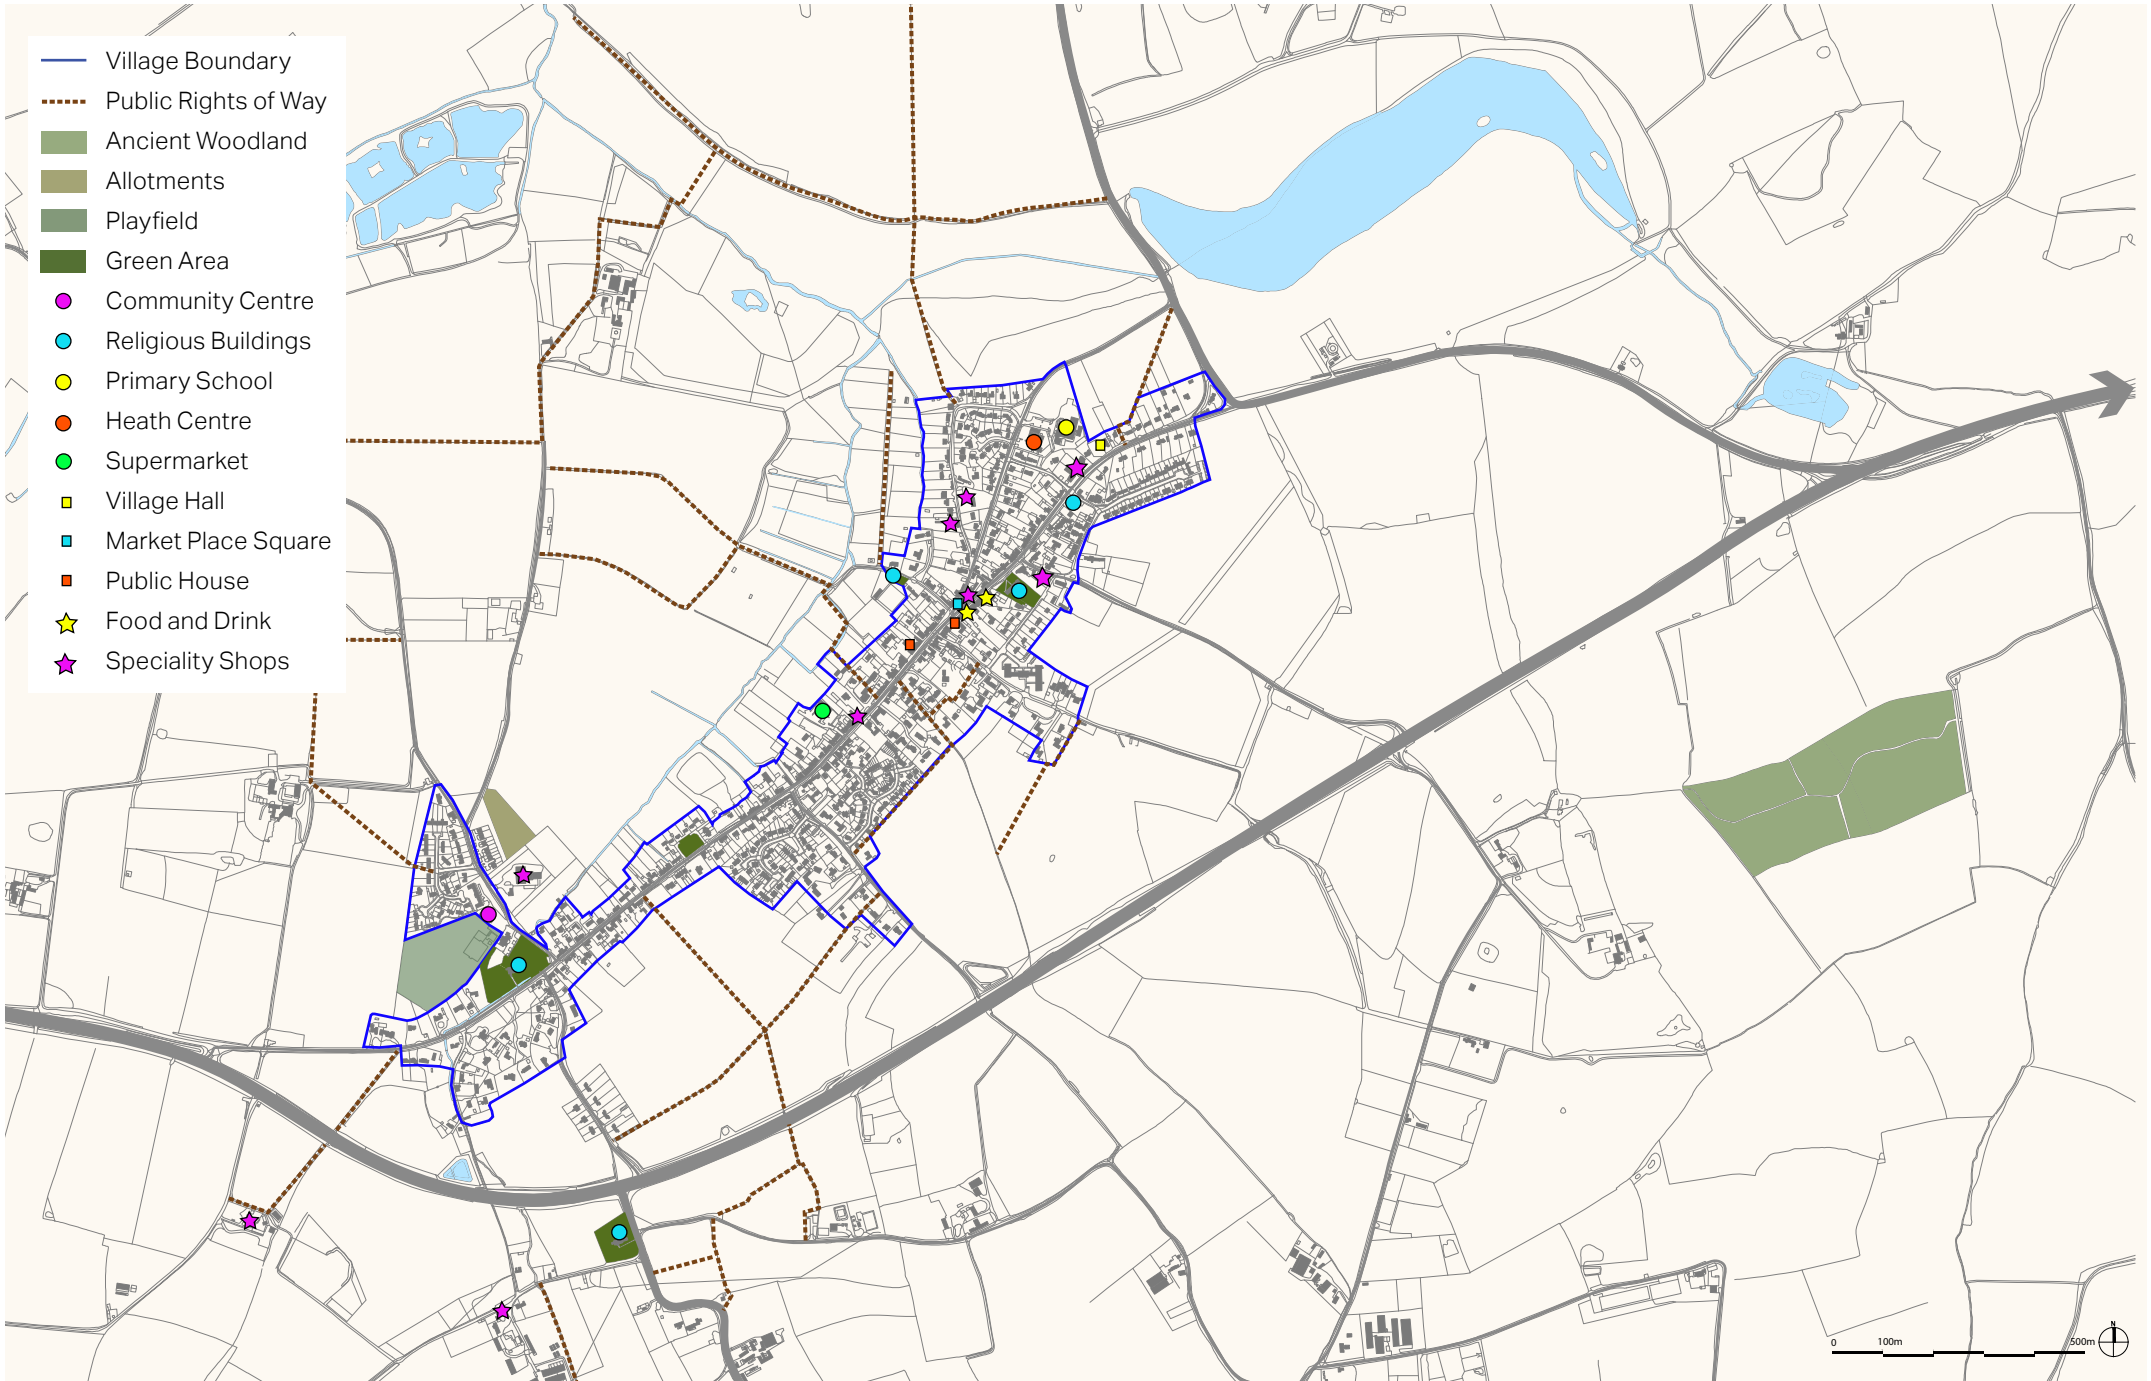 Village Boundary
Public Rights of Way
Ancient Woodland
Allotments
Playfield
Green Area
Community Centre
Religious Buildings
Primary School
Heath Centre
Supermarket
Village Hall
Market Place Square
Public House
Food and Drink
Speciality Shops
0 100m 500m
N